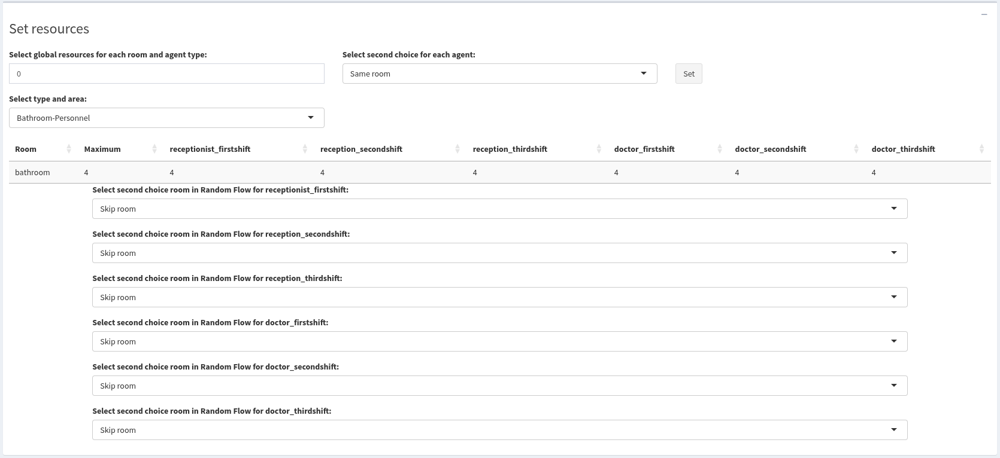 Set resources
Select global resources for each room and agent type:
Select second choice for each agent:
0
Same room
Set
Select type and area:
Bathroom-Personnel
Room Maximum receptionist_firstshift reception_secondshift reception_thirdshift doctor_firstshift doctor_secondshift doctor_thirdshift
bathroom 4 4 4 4 4 4 4
Select second choice room in Random Flow for receptionist_firstshift:
Skip room
Select second choice room in Random Flow for reception_secondshift:
Skip room
Select second choice room in Random Flow for reception_thirdshift:
Skip room
Select second choice room in Random Flow for doctor_firstshift:
Skip room
Select second choice room in Random Flow for doctor_secondshift:
Skip room
Select second choice room in Random Flow for doctor_thirdshift:
Skip room